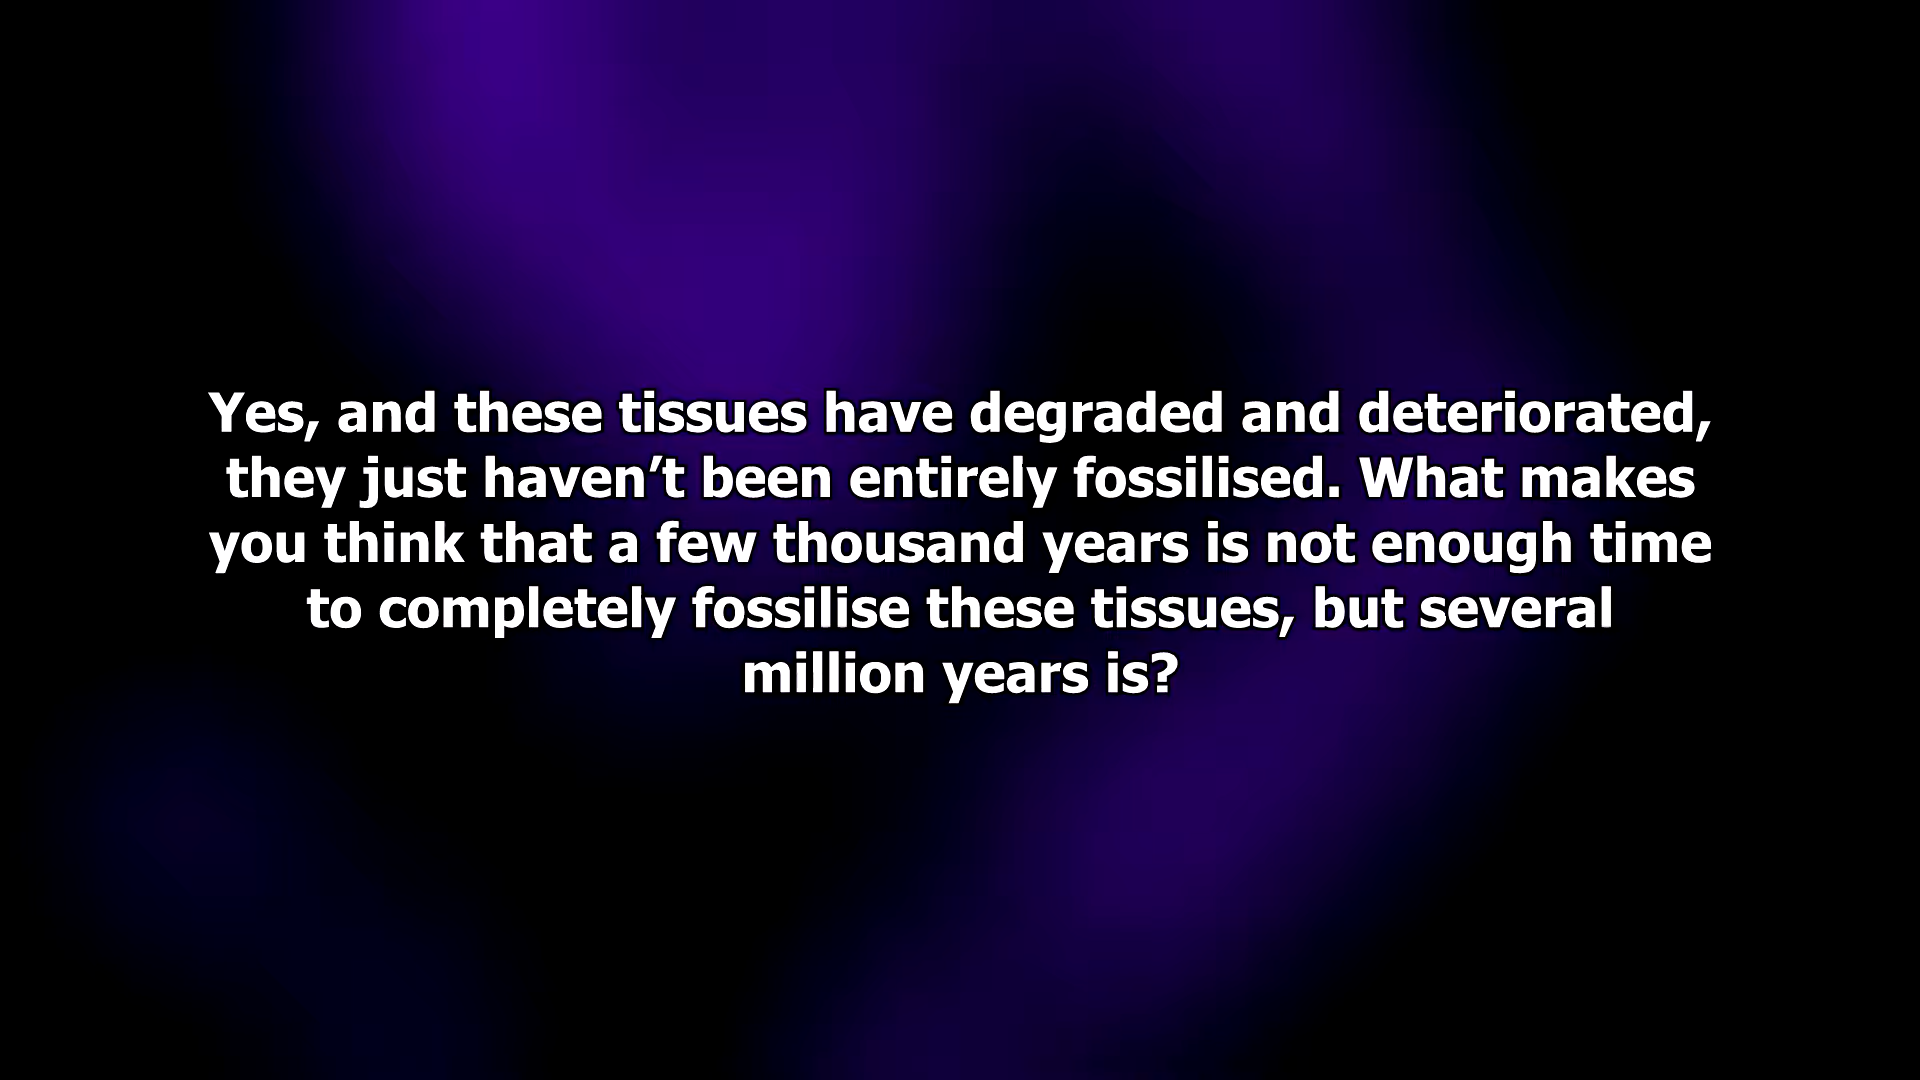 Yes, and these tissues have degraded and deteriorated,
they just haven’t been entirely fossilised. What makes
you think that a few thousand years is not enough time
to completely fossilise these tissues, but several
million years is?